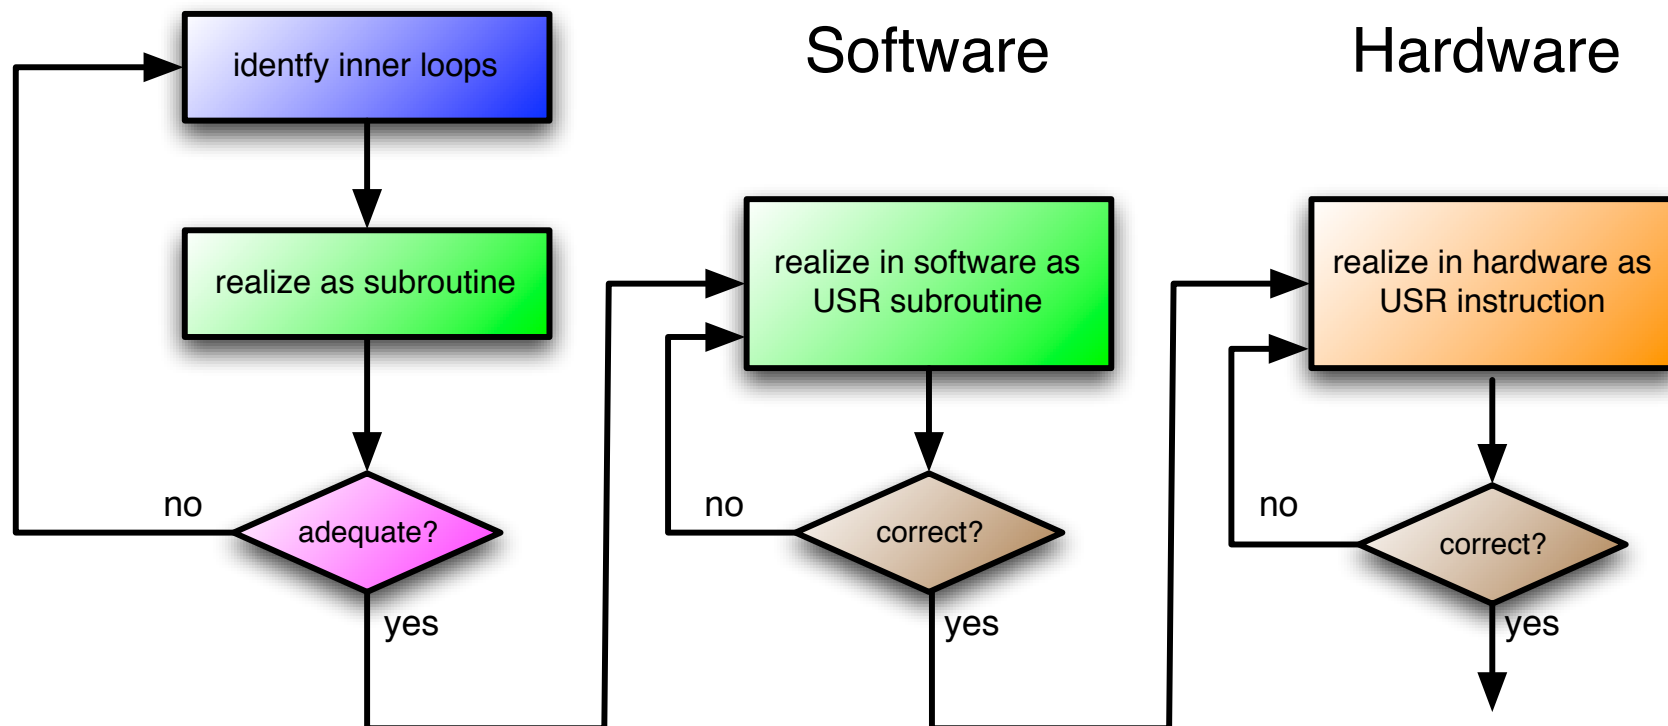 identfy inner loops
realize as subroutine
adequate?
no
yes
Software
realize in software as
USR subroutine
correct?
no
yes
Hardware
realize in hardware as
USR instruction
correct?
no
yes